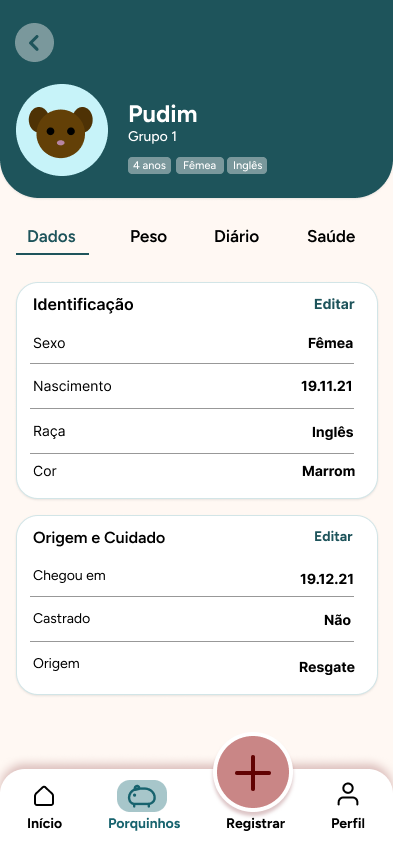 Pudim
Grupo 1
4 anos Fêmea Inglês
Dados Peso Diário Saúde
Identificação Editar
Sexo Fêmea
Nascimento 19.11.21
Raça Inglês
Cor Marrom
Origem e Cuidado Editar
Chegou em 19.12.21
Castrado Não
Origem Resgate
Início Porquinhos Registrar Perfil